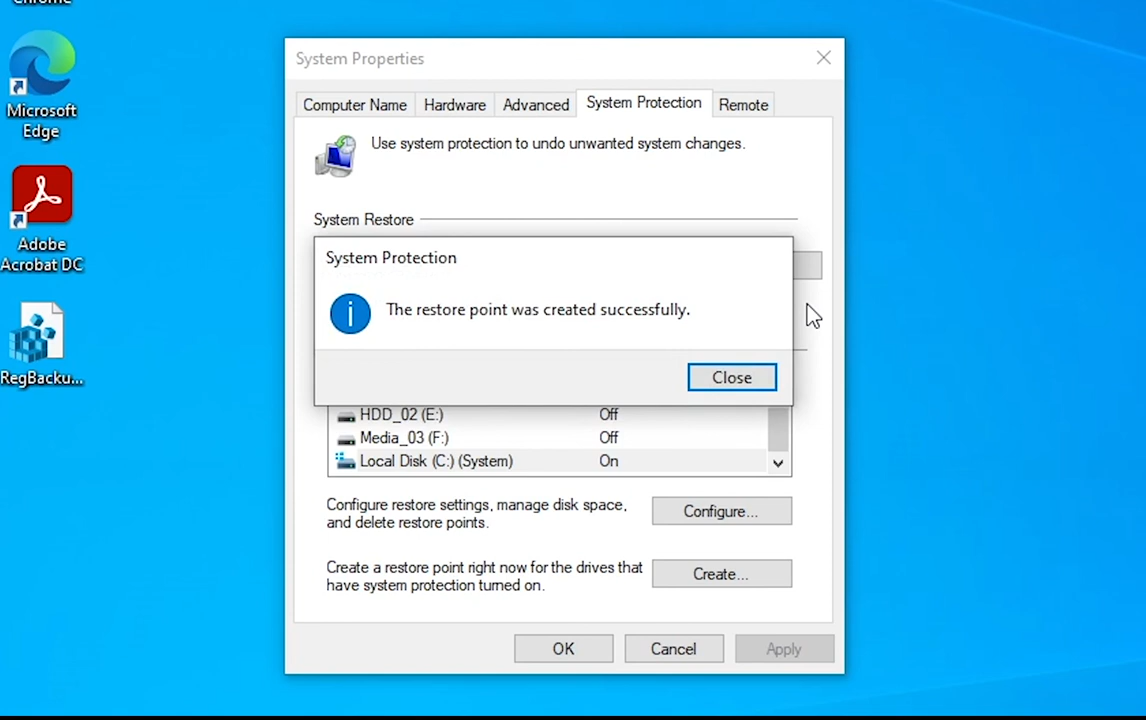 Chrome
Microsoft
Edge
Adobe
Acrobat DC
RegBacku...
System Properties
Computer Name
Hardware
Advanced
System Protection
Remote
Use system protection to undo unwanted system changes.
System Restore
System Protection
i
The restore point was created successfully.
Close
HDD_02 (E:) Off
Media_03 (F:) Off
Local Disk (C:) (System) On
Configure restore settings, manage disk space,
and delete restore points.
Configure...
Create a restore point right now for the drives that
have system protection turned on.
Create...
OK
Cancel
Apply